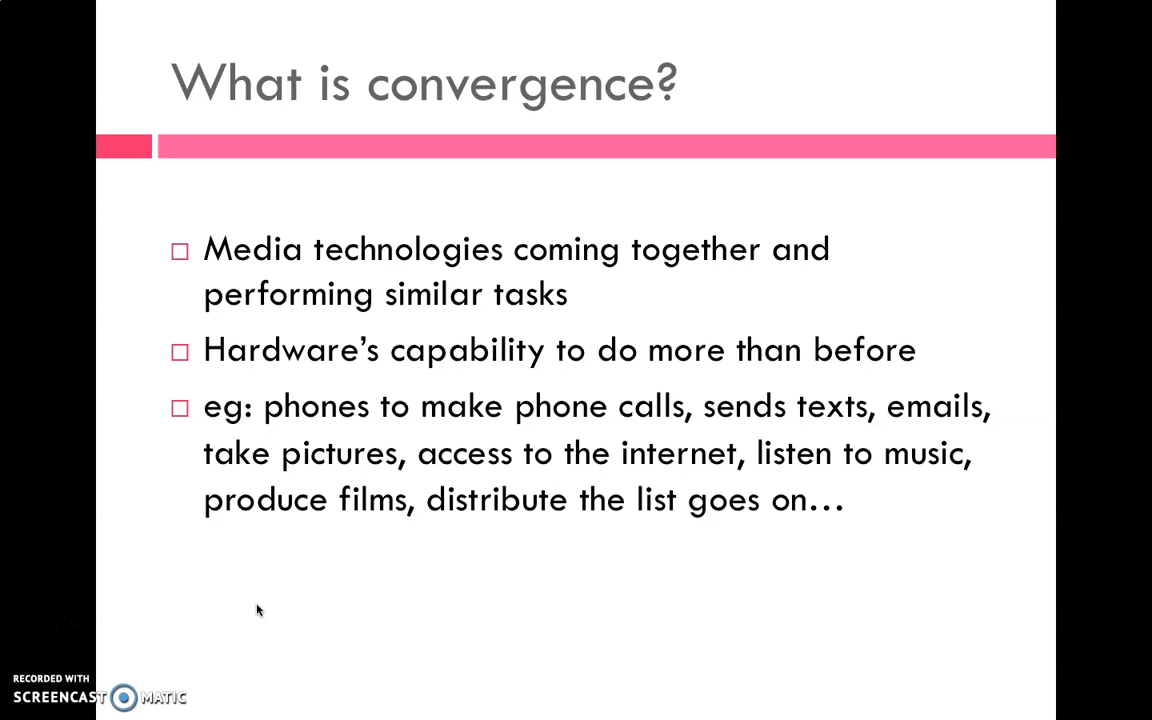 What is convergence?
Media technologies coming together and
performing similar tasks
Hardware's capability to do more than before
eg: phones to make phone calls, sends texts, emails,
take pictures, access to the internet, listen to music,
produce films, distribute the list goes on…
RECORDED WITH
SCREENCAST MATIC